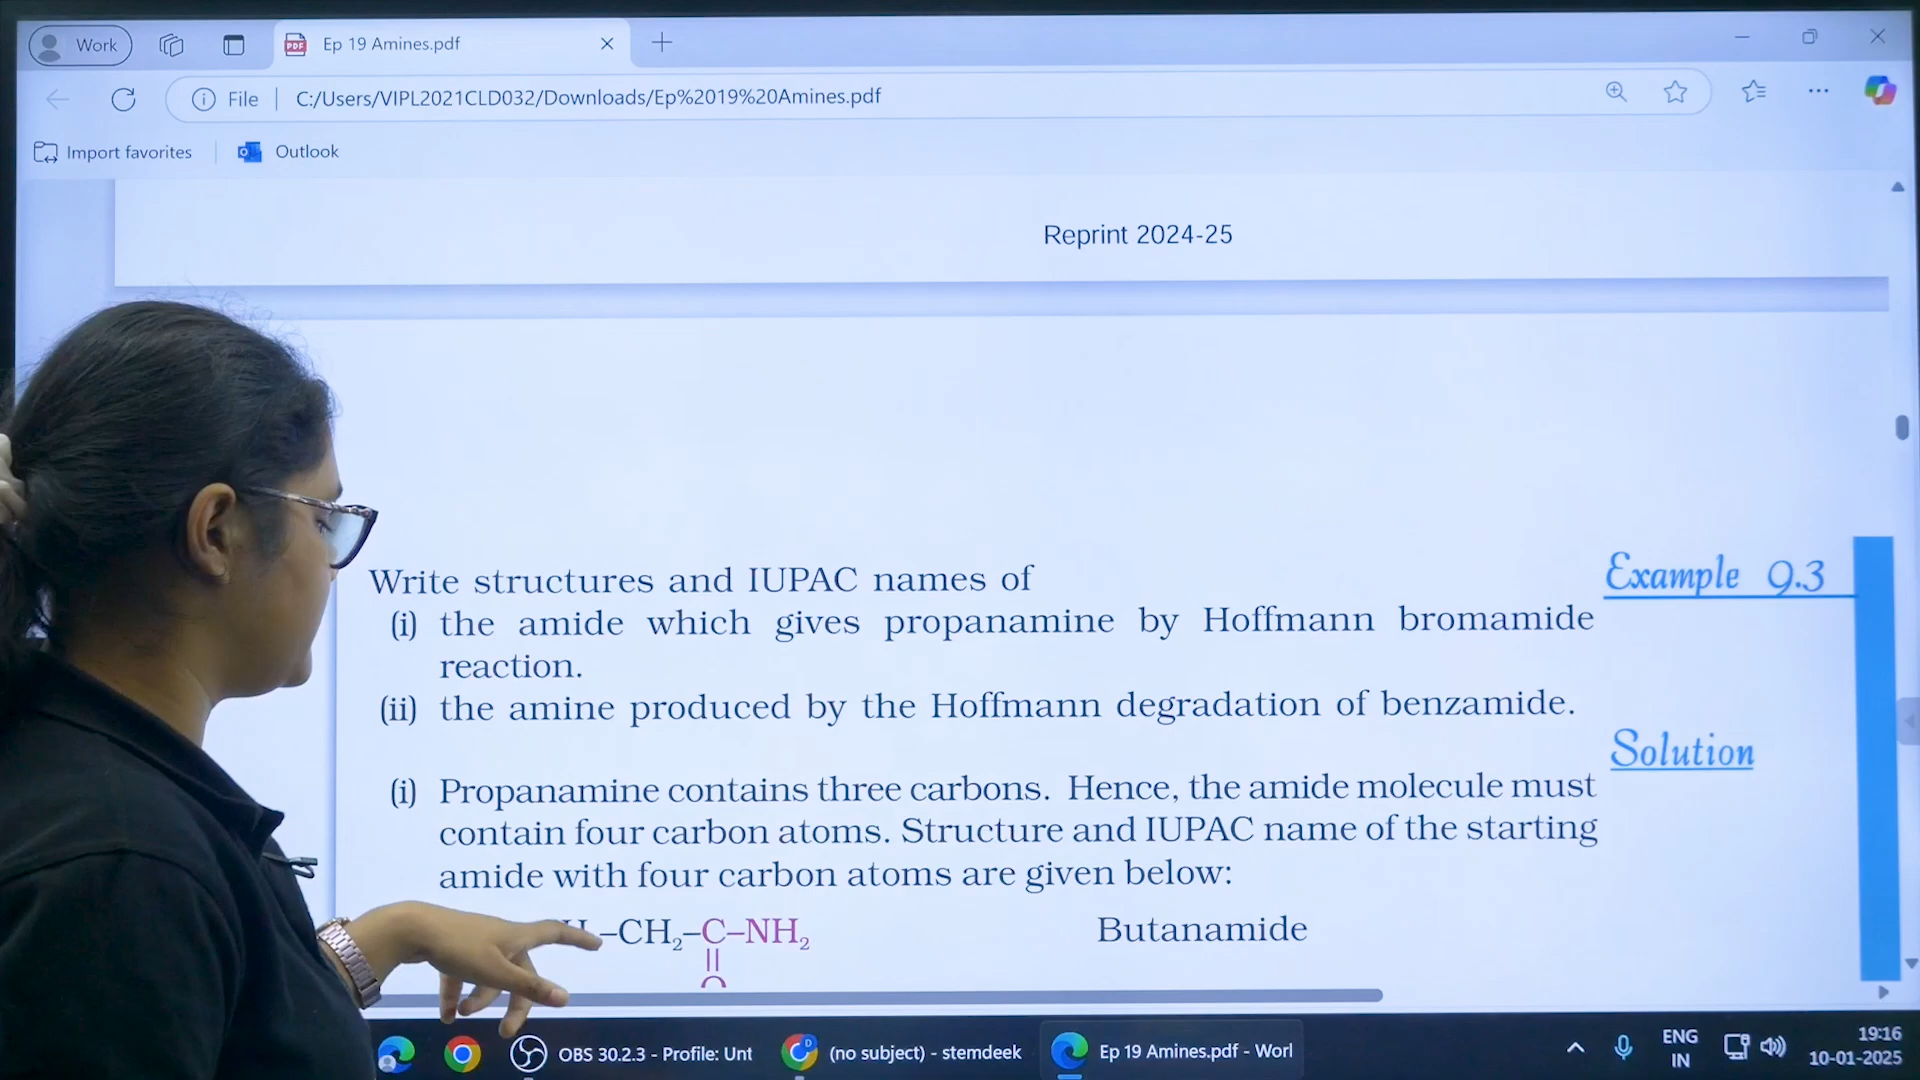 Work
Ep 19 Amines.pdf
File
C:/Users/VIPL2021CLD032/Downloads/Ep%2019%20Amines.pdf
Import favorites
Outlook
Reprint 2024-25
Example 9.3
Write structures and IUPAC names of
(i) the amide which gives propanamine by Hoffmann bromamide
reaction.
(ii) the amine produced by the Hoffmann degradation of benzamide.
Solution
(i) Propanamine contains three carbons. Hence, the amide molecule must
contain four carbon atoms. Structure and IUPAC name of the starting
amide with four carbon atoms are given below:
–CH₂–C–NH₂ Butanamide
OBS 30.2.3 - Profile: Unt
(no subject) - stemdeek
Ep 19 Amines.pdf - Worl
ENG
IN
19:16
10-01-2025